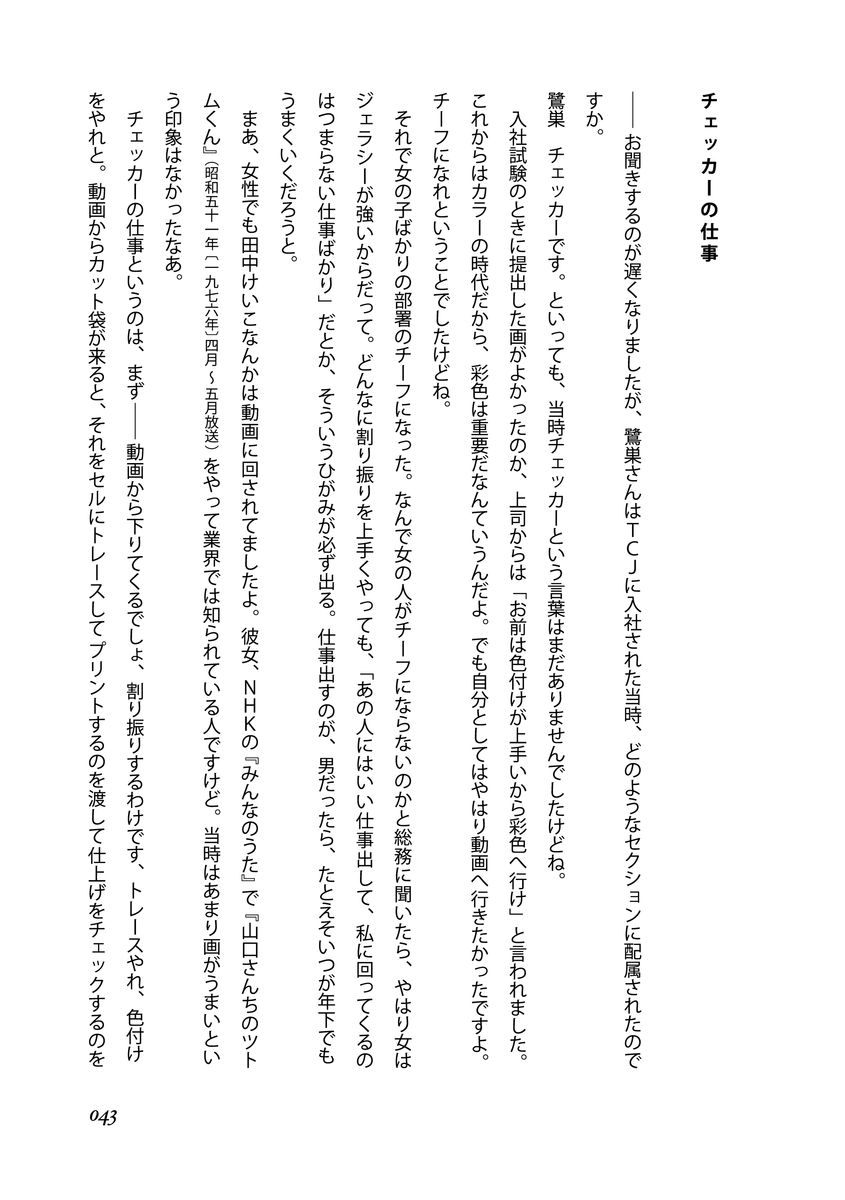 チェッカーの仕事
――お聞きするのが遅くなりましたが、鷺巣さんはTCJに入社された当時、どのようなセクションに配属されたので
すか。
鷺巣　チェッカーです。といっても、当時チェッカーという言葉はまだありませんでしたけどね。
入社試験のときに提出した画がよかったのか、上司からは「お前は色付けが上手いから彩色へ行け」と言われました。
これからはカラーの時代だから、彩色は重要だなんていうんだよ。でも自分としてはやはり動画へ行きたかったですよ。
チーフになれということでしたけどね。
それで女の子ばかりの部署のチーフになった。なんで女の人がチーフにならないのかと総務に聞いたら、やはり女は
ジェラシーが強いからだって。どんなに割り振りを上手くやっても、「あの人にはいい仕事出して、私に回ってくるの
はつまらない仕事ばかり」だとか、そういうひがみが必ず出る。仕事出すのが、男だったら、たとえそいつが年下でも
うまくいくだろうと。
まあ、女性でも田中けいこなんかは動画に回されてましたよ。彼女、NHKの『みんなのうた』で『山口さんちのツト
ムくん』（昭和五十一年〔一九七六年〕四月～五月放送）をやって業界では知られている人ですけど。当時はあまり画がうまいとい
う印象はなかったなあ。
チェッカーの仕事というのは、まず――動画から下りてくるでしょ、割り振りするわけです、トレースやれ、色付け
をやれと。動画からカット袋が来ると、それをセルにトレースしてプリントするのを渡して仕上げをチェックするのを
043